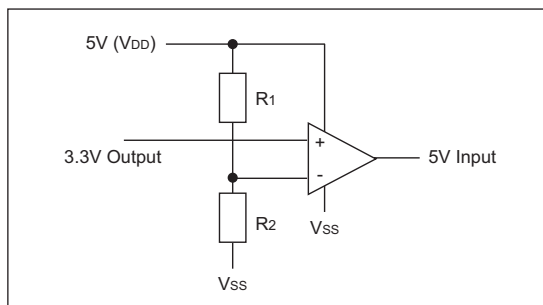 5V (VDD)
R1
3.3V Output
+
5V Input
-
R2
VSS
VSS